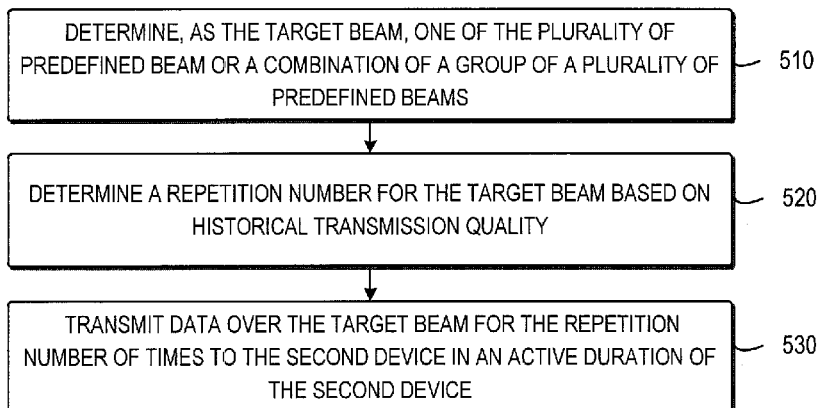 DETERMINE, AS THE TARGET BEAM, ONE OF THE PLURALITY OF
PREDEFINED BEAM OR A COMBINATION OF A GROUP OF A PLURALITY OF
PREDEFINED BEAMS
510
DETERMINE A REPETITION NUMBER FOR THE TARGET BEAM BASED ON
HISTORICAL TRANSMISSION QUALITY
520
TRANSMIT DATA OVER THE TARGET BEAM FOR THE REPETITION
NUMBER OF TIMES TO THE SECOND DEVICE IN AN ACTIVE DURATION OF
THE SECOND DEVICE
530